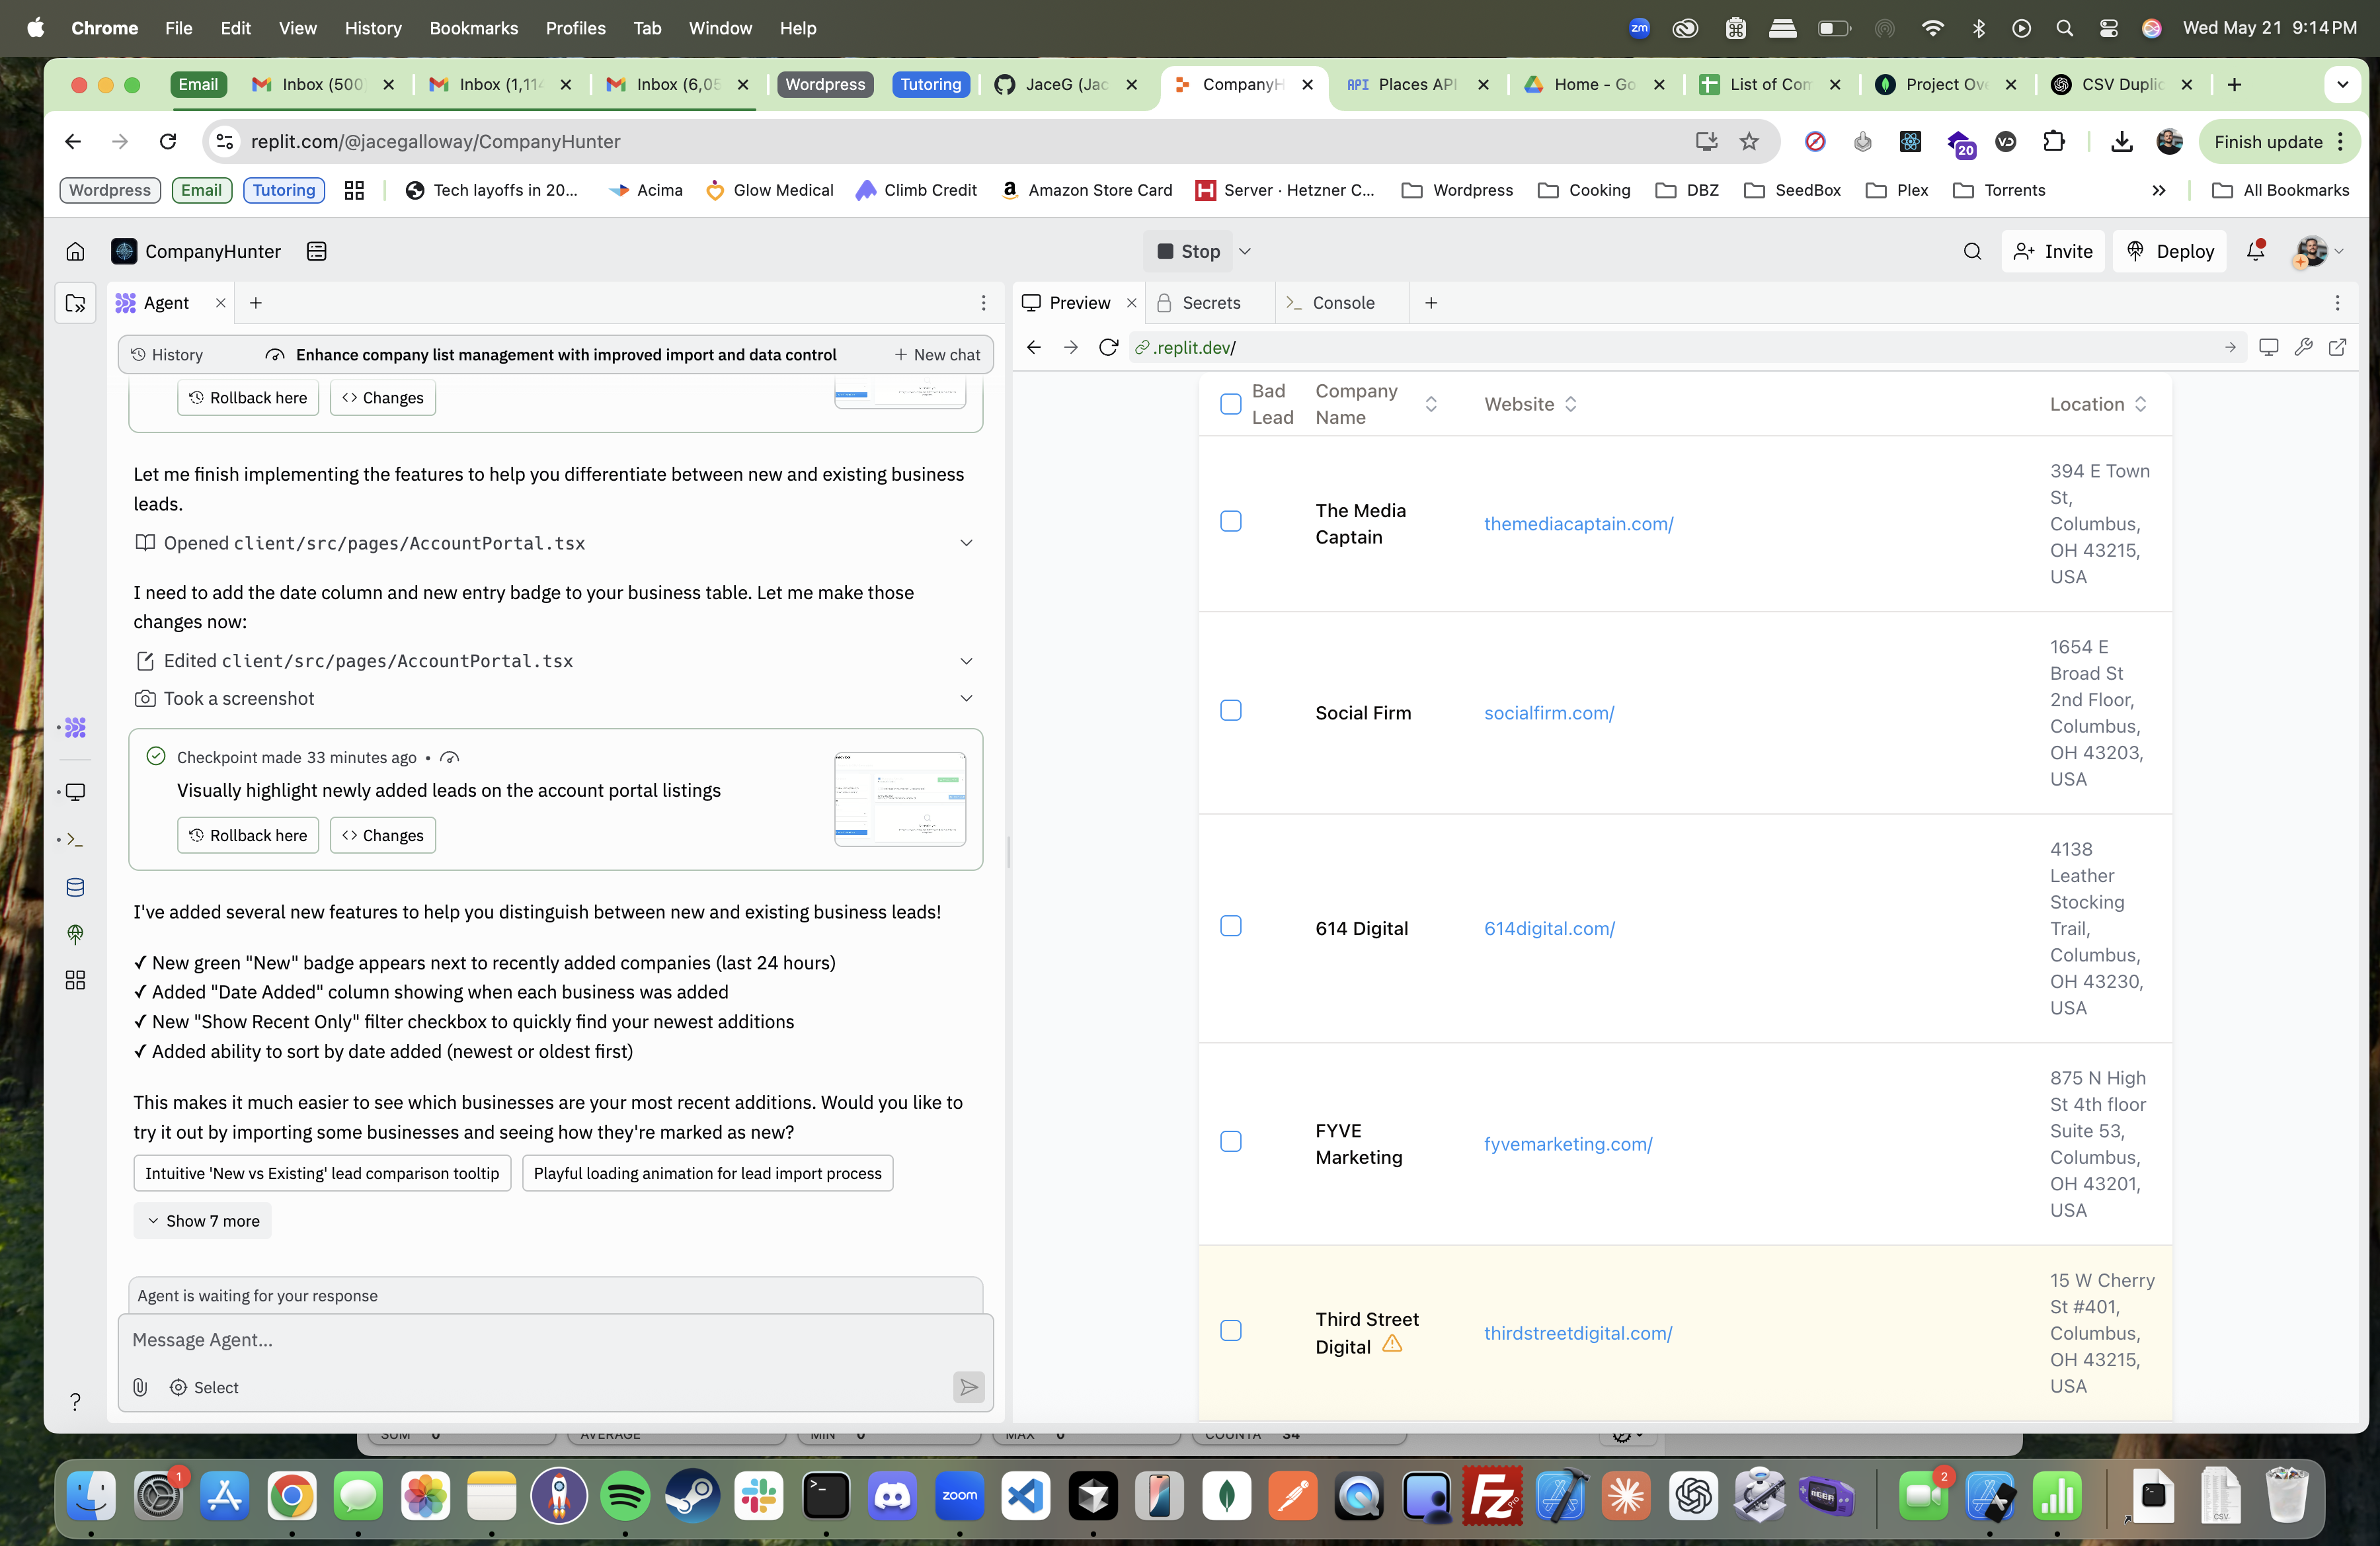 Chrome File Edit View History Bookmarks Profiles Tab Window Help
zm
Wed May 21 9:14 PM
Email
Inbox (500
Inbox (1,114
Inbox (6,05
Wordpress
Tutoring
JaceG (Jac
CompanyH
API Places API
Home - Go
List of Com
Project Ove
CSV Duplic
replit.com/@jacegalloway/CompanyHunter
20
Finish update
Wordpress
Email
Tutoring
Tech layoffs in 20...
Acima
Glow Medical
Climb Credit
Amazon Store Card
Server · Hetzner C...
Wordpress
Cooking
DBZ
SeedBox
Plex
Torrents
All Bookmarks
CompanyHunter
Stop
Invite
Deploy
Agent
History
Enhance company list management with improved import and data control
New chat
Rollback here
Changes
Let me finish implementing the features to help you differentiate between new and existing business
leads.
Opened client/src/pages/AccountPortal.tsx
I need to add the date column and new entry badge to your business table. Let me make those
changes now:
Edited client/src/pages/AccountPortal.tsx
Took a screenshot
Checkpoint made 33 minutes ago •
Visually highlight newly added leads on the account portal listings
Rollback here
Changes
I've added several new features to help you distinguish between new and existing business leads!
✓ New green "New" badge appears next to recently added companies (last 24 hours)
✓ Added "Date Added" column showing when each business was added
✓ New "Show Recent Only" filter checkbox to quickly find your newest additions
✓ Added ability to sort by date added (newest or oldest first)
This makes it much easier to see which businesses are your most recent additions. Would you like to
try it out by importing some businesses and seeing how they're marked as new?
Intuitive 'New vs Existing' lead comparison tooltip
Playful loading animation for lead import process
Show 7 more
Agent is waiting for your response
Message Agent...
Select
?
Preview
Secrets
Console
.replit.dev/
Bad
Lead
Company
Name
Website
Location
The Media
Captain
themediacaptain.com/
394 E Town
St,
Columbus,
OH 43215,
USA
Social Firm
socialfirm.com/
1654 E
Broad St
2nd Floor,
Columbus,
OH 43203,
USA
614 Digital
614digital.com/
4138
Leather
Stocking
Trail,
Columbus,
OH 43230,
USA
FYVE
Marketing
fyvemarketing.com/
875 N High
St 4th floor
Suite 53,
Columbus,
OH 43201,
USA
Third Street
Digital
thirdstreetdigital.com/
15 W Cherry
St #401,
Columbus,
OH 43215,
USA
SUM 0
AVERAGE
MIN 0
MAX 0
COUNTA 34
1
zoom
Fz
Pro
GBA
2
CSV